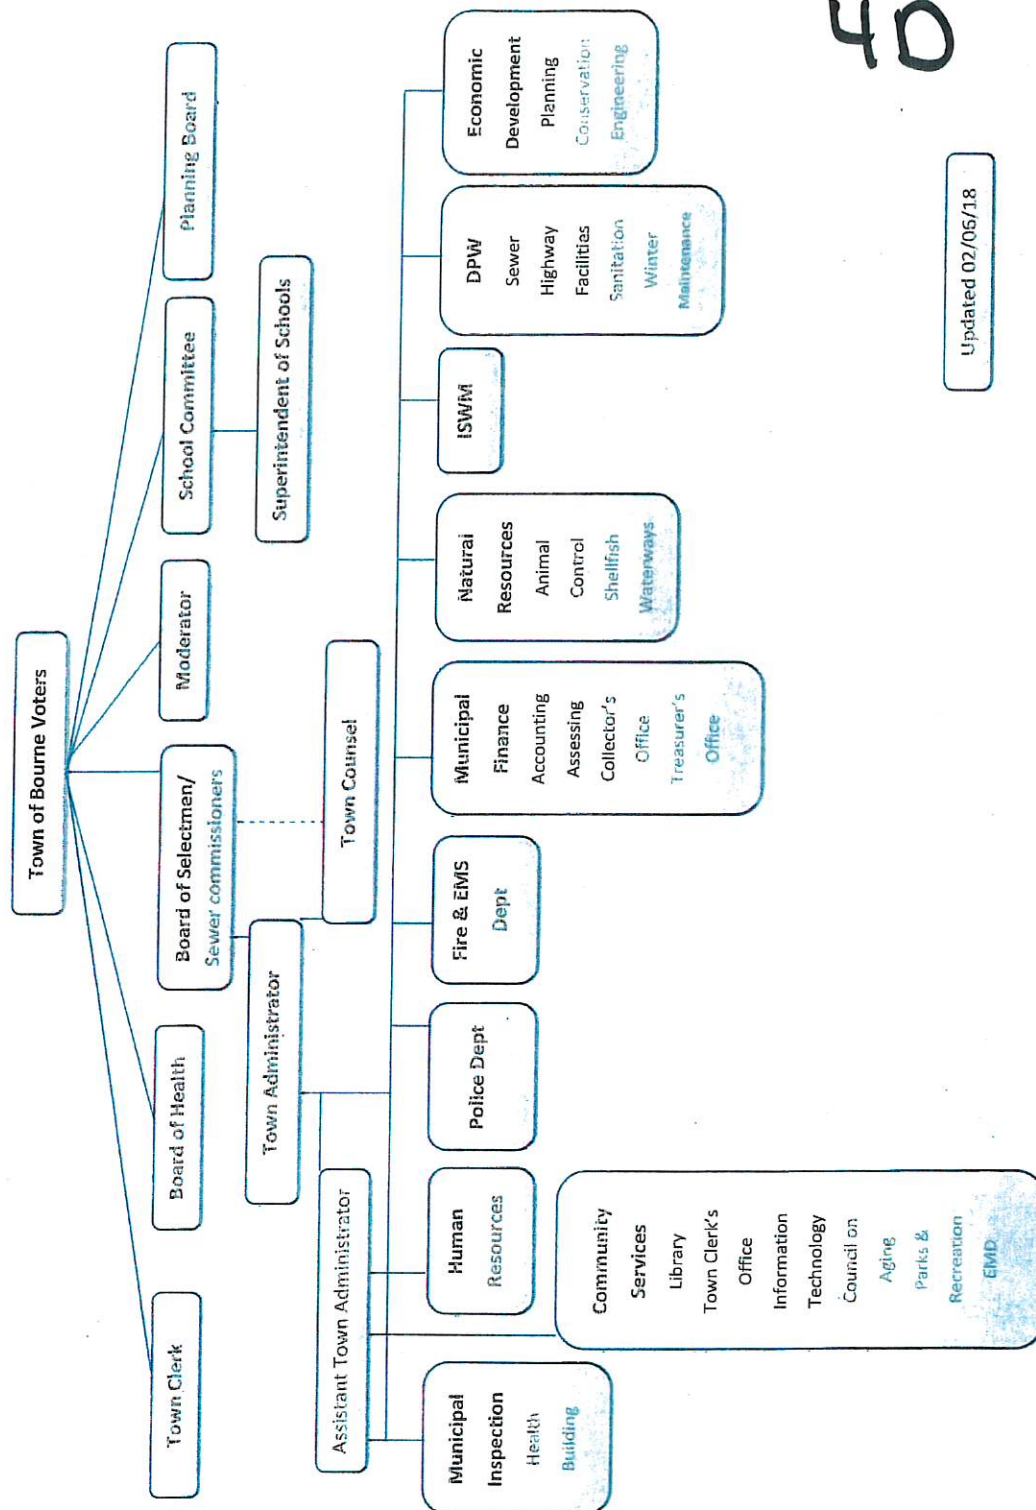 Town of Bourne Voters
Town Clerk
Board of Health
Board of Selectmen/
Sewer commissioners
Moderator
School Committee
Planning Board
Superintendent of Schools
Town Administrator
Town Counsel
Assistant Town Administrator
Municipal
Inspection
Health
Building
Human
Resources
Community
Services
Library
Town Clerk's
Office
Information
Technology
Council on
Aging
Parks &
Recreation
EMD
Police Dept
Fire & EMS
Dept
Municipal
Finance
Accounting
Assessing
Collector's
Office
Treasurer's
Office
Natural
Resources
Animal
Control
Shellfish
Waterways
ISWM
DPW
Sewer
Highway
Facilities
Sanitation
Winter
Maintenance
Economic
Development
Planning
Conservation
Engineering
Updated 02/06/18